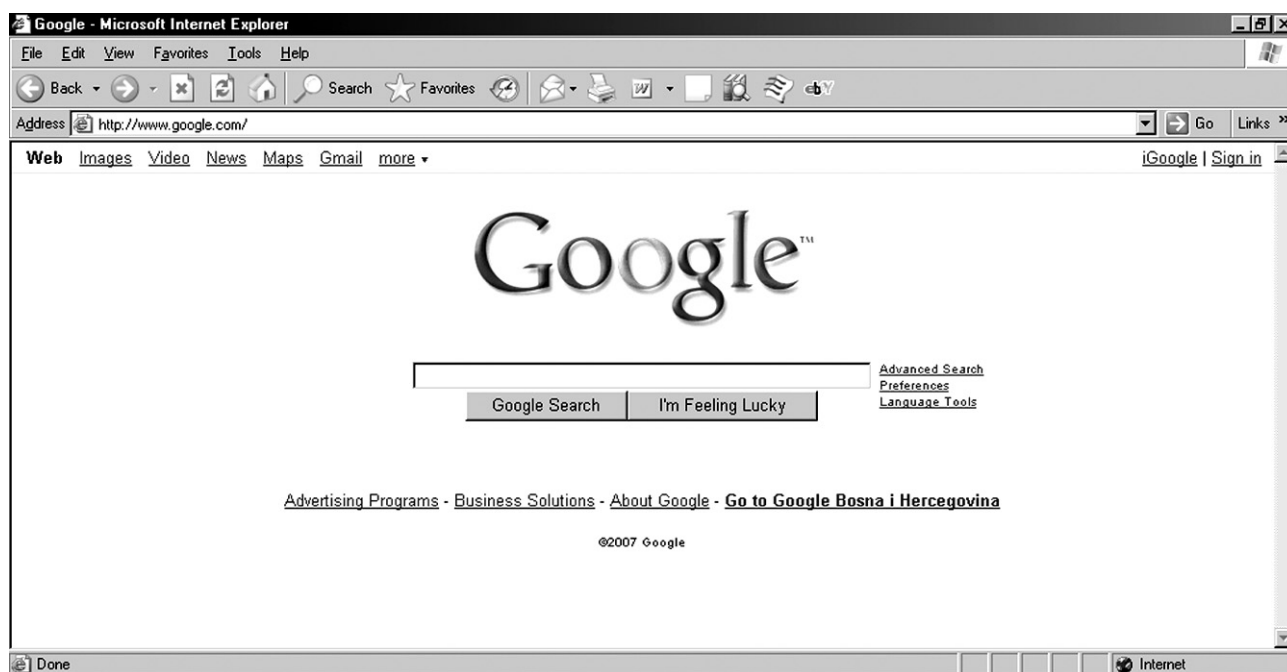 Google - Microsoft Internet Explorer
File Edit View Favorites Tools Help
Back Search Favorites
Address http://www.google.com/ Go Links »
Web Images Video News Maps Gmail more iGoogle | Sign in
Google™
Advanced Search
Preferences
Google Search I'm Feeling Lucky Language Tools
Advertising Programs - Business Solutions - About Google - Go to Google Bosna i Hercegovina
©2007 Google
Done Internet